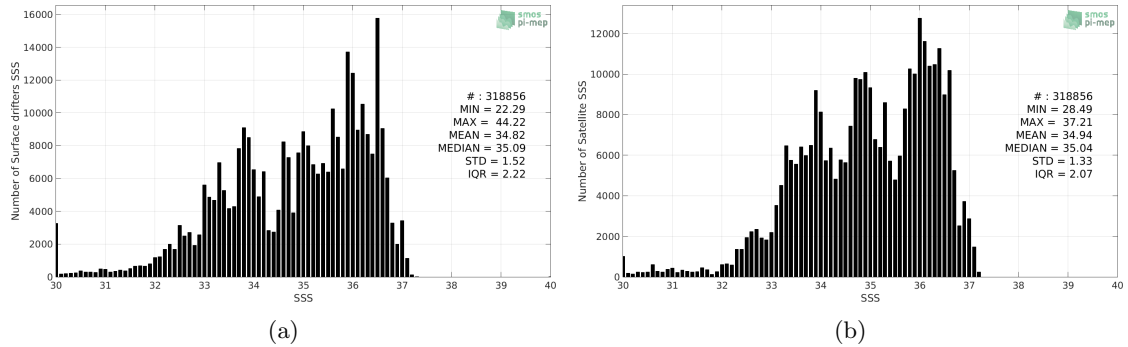 16000
14000
12000
10000
8000
6000
4000
2000
0
Number of Surface drifters SSS
30 31 32 33 34 35 36 37 38 39 40
SSS
smos
pi-mep
# : 318856
MIN = 22.29
MAX = 44.22
MEAN = 34.82
MEDIAN = 35.09
STD = 1.52
IQR = 2.22
(a)
12000
10000
8000
6000
4000
2000
0
Number of Satellite SSS
30 31 32 33 34 35 36 37 38 39 40
SSS
smos
pi-mep
# : 318856
MIN = 28.49
MAX = 37.21
MEAN = 34.94
MEDIAN = 35.04
STD = 1.33
IQR = 2.07
(b)